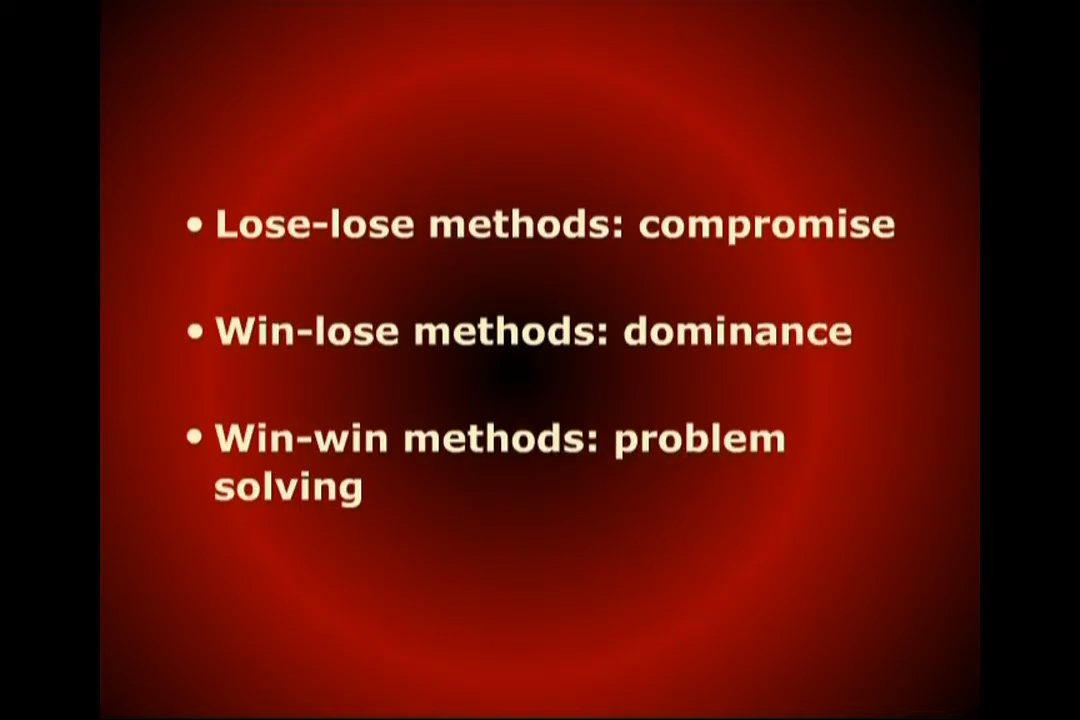 • Lose-lose methods: compromise
• Win-lose methods: dominance
• Win-win methods: problem
solving